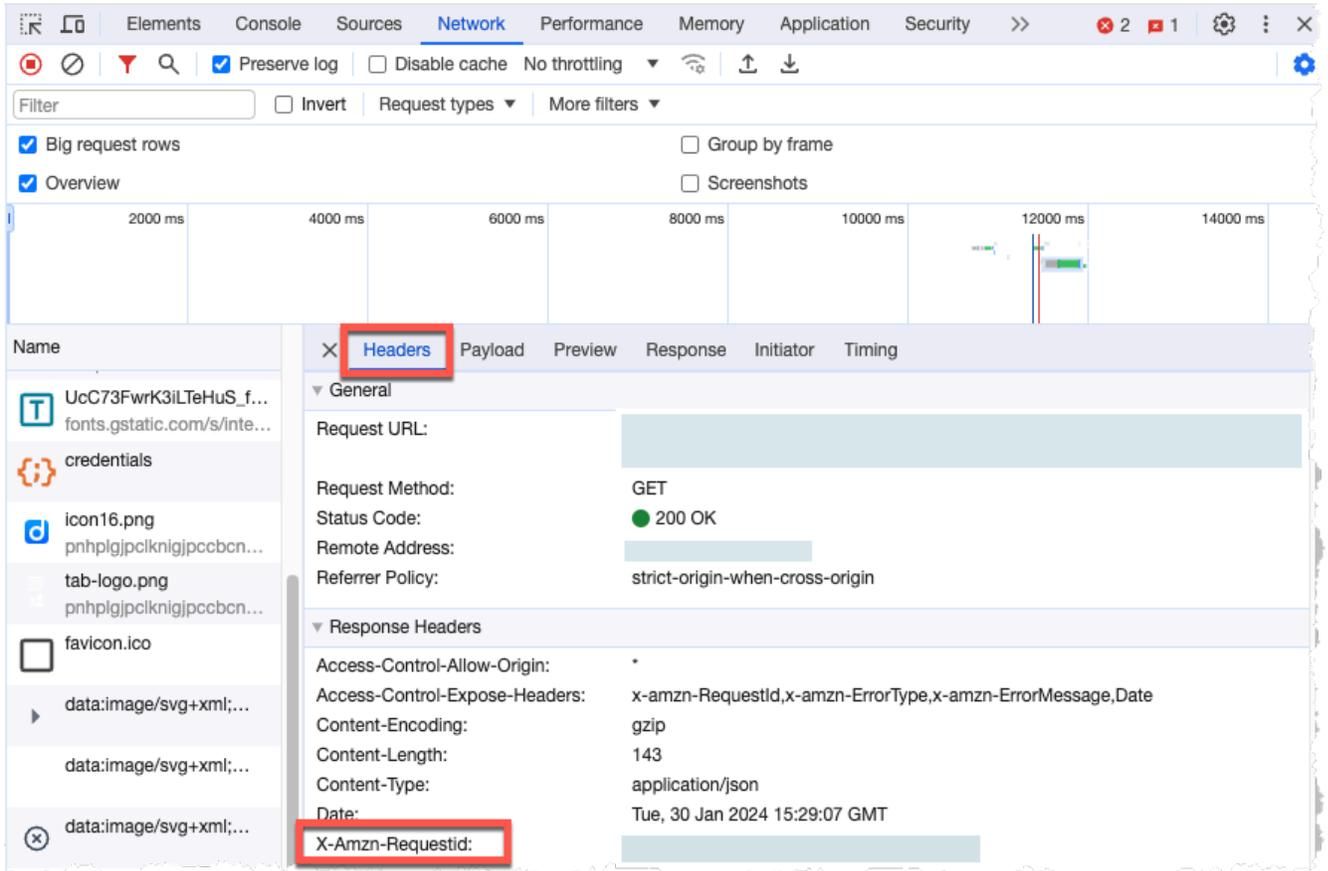 Elements Console Sources Network Performance Memory Application Security 2 1
Preserve log Disable cache No throttling
Filter Invert Request types More filters
Big request rows Group by frame
Overview Screenshots
2000 ms 4000 ms 6000 ms 8000 ms 10000 ms 12000 ms 14000 ms
Name
UcC73FwrK3iLTeHuS_f...
fonts.gstatic.com/s/inte...
credentials
icon16.png
pnhplgjpclknigjpccbcn...
tab-logo.png
pnhplgjpclknigjpccbcn...
favicon.ico
data:image/svg+xml;...
data:image/svg+xml;...
data:image/svg+xml;...
Headers Payload Preview Response Initiator Timing
General
Request URL:
Request Method: GET
Status Code: 200 OK
Remote Address:
Referrer Policy: strict-origin-when-cross-origin
Response Headers
Access-Control-Allow-Origin: *
Access-Control-Expose-Headers: x-amzn-RequestId,x-amzn-ErrorType,x-amzn-ErrorMessage,Date
Content-Encoding: gzip
Content-Length: 143
Content-Type: application/json
Date: Tue, 30 Jan 2024 15:29:07 GMT
X-Amzn-Requestid: